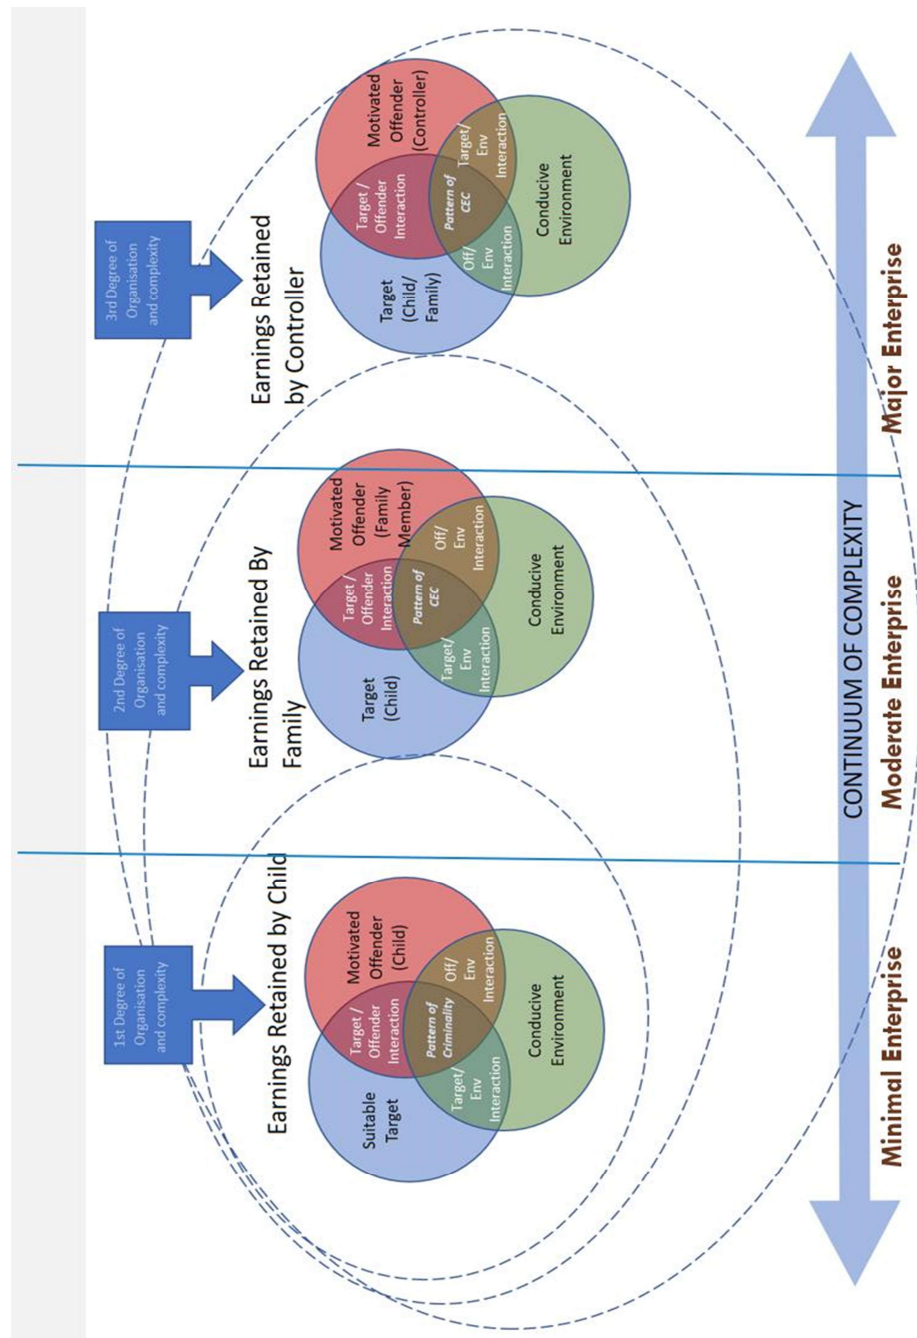 1st Degree of
Organisation
and complexity
Earnings Retained by Child
Suitable
Target
Target /
Offender
Interaction
Motivated
Offender
(Child)
Pattern of
Criminality
Target/
Env
Interaction
Off/
Env
Interaction
Conducive
Environment
2nd Degree of
Organisation
and complexity
Earnings Retained By
Family
Target
(Child)
Target /
Offender
Interaction
Motivated
Offender
(Family
Member)
Pattern of
CEC
Target/
Env
Interaction
Off/
Env
Interaction
Conducive
Environment
3rd Degree of
Organisation
and complexity
Earnings Retained
by Controller
Target
(Child/
Family)
Target /
Offender
Interaction
Motivated
Offender
(Controller)
Pattern of
CEC
Off/
Env
Interaction
Target/
Env
Interaction
Conducive
Environment
CONTINUUM OF COMPLEXITY
Minimal Enterprise
Moderate Enterprise
Major Enterprise